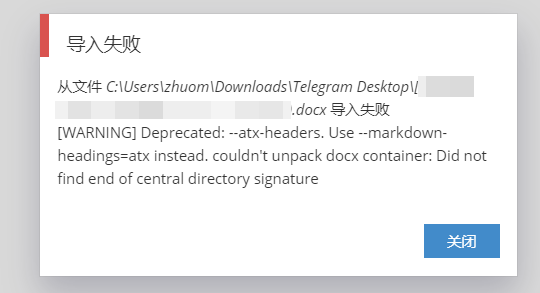 导入失败
从文件 C:\Users\zhuom\Downloads\Telegram Desktop\[
.docx 导入失败
[WARNING] Deprecated: --atx-headers. Use --markdown-
headings=atx instead. couldn't unpack docx container: Did not
find end of central directory signature
关闭